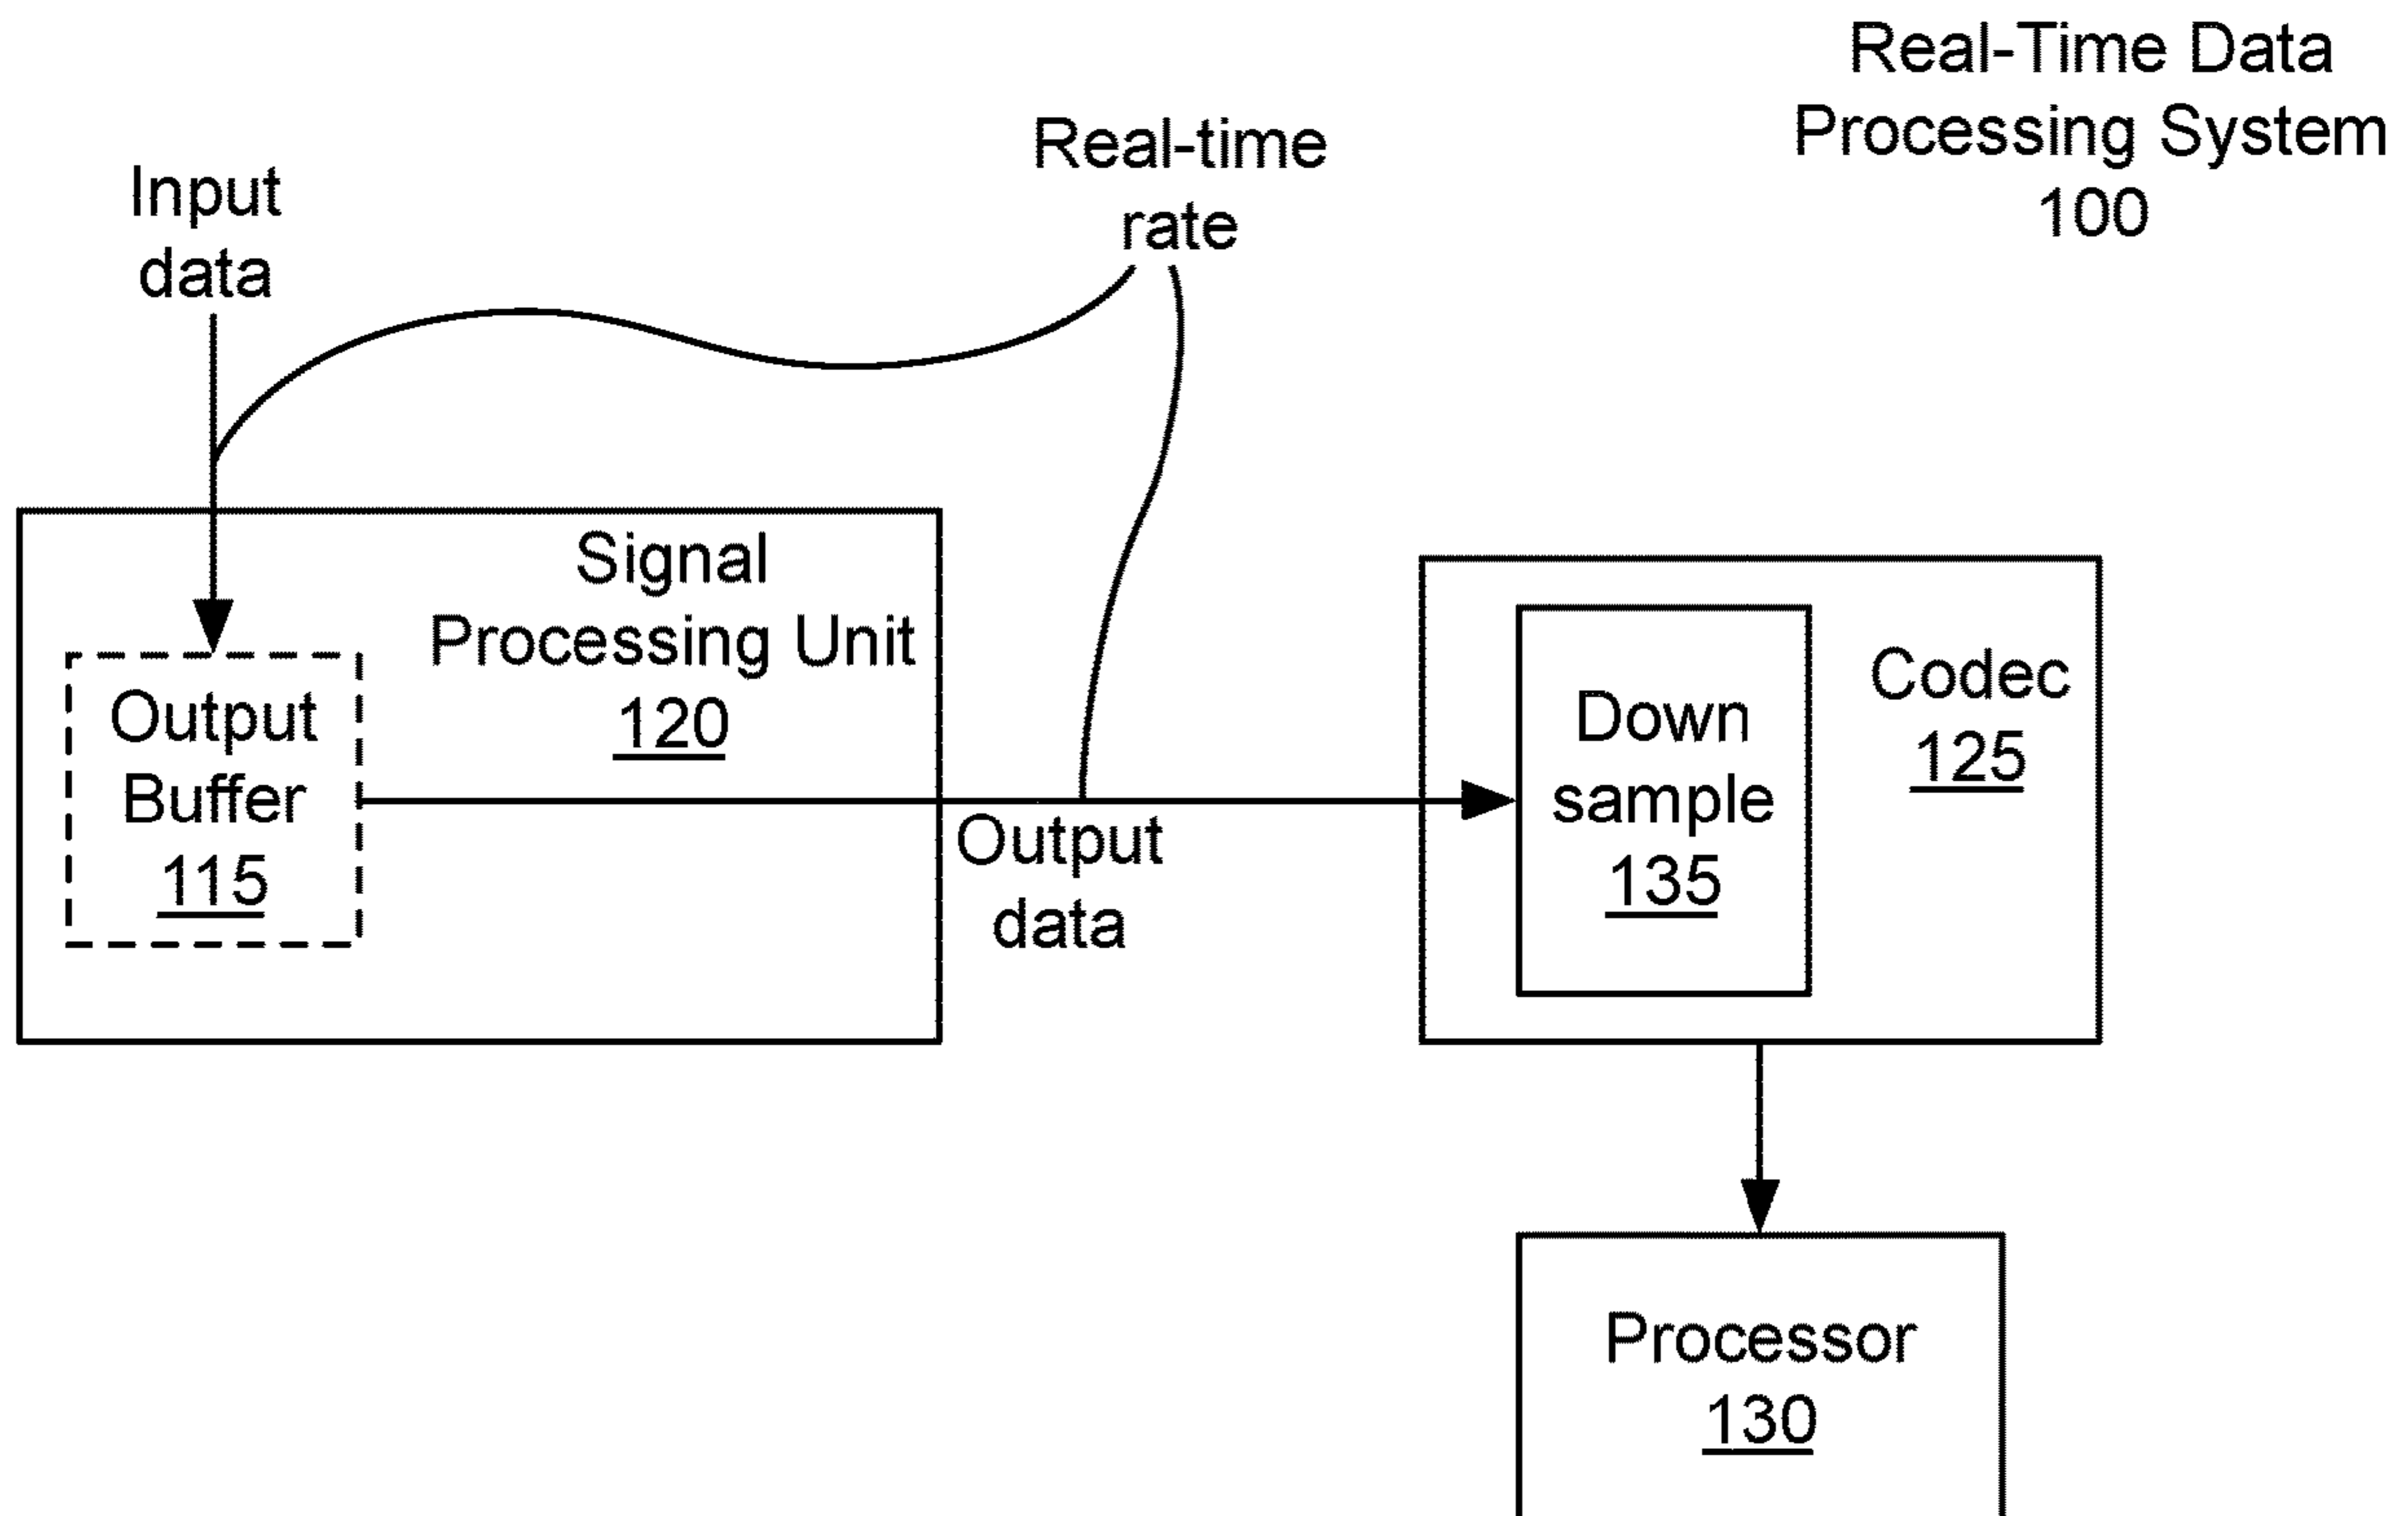 Real-Time Data
Processing System
100
Real-time
rate
Input
data
Signal
Processing Unit
120
Output
Buffer
115
Output
data
Down
sample
135
Codec
125
Processor
130